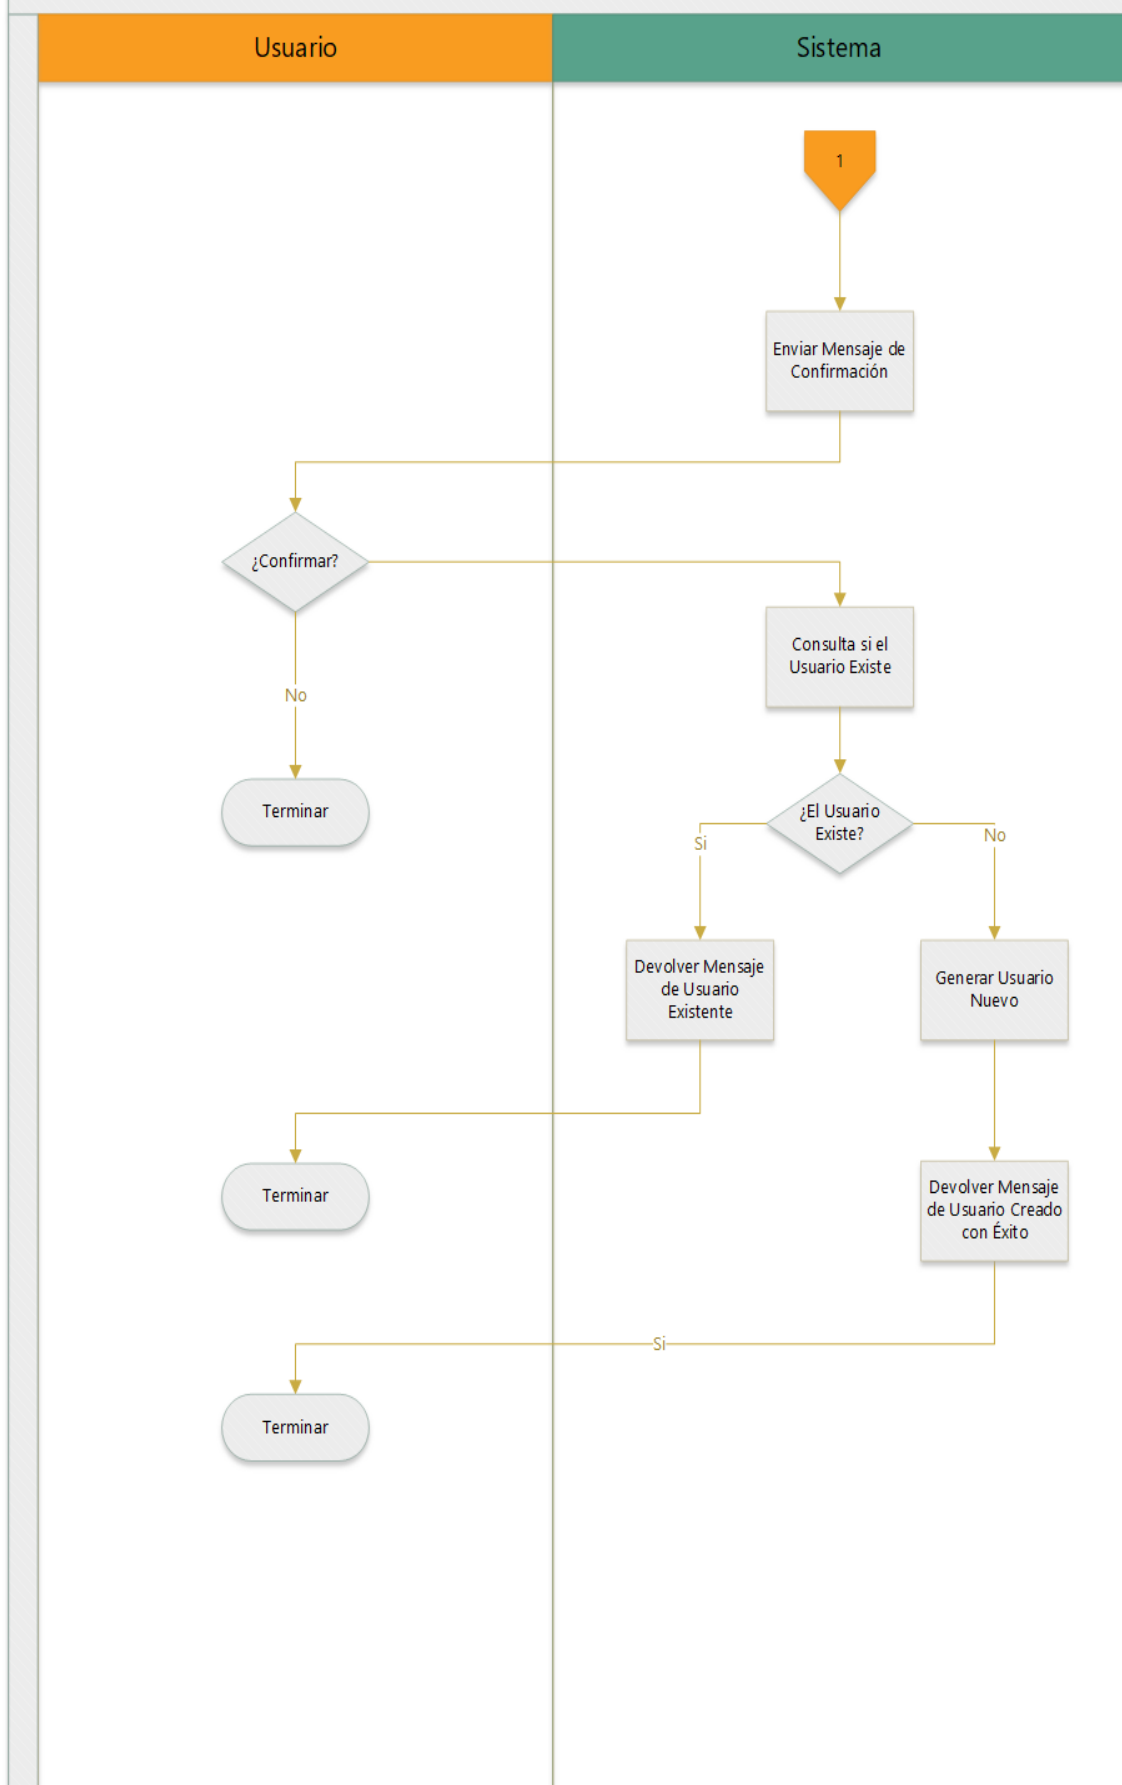 Usuario
Sistema
1
Enviar Mensaje de
Confirmación
¿Confirmar?
Consulta si el
Usuario Existe
No
Terminar
¿El Usuario
Existe?
Si
No
Devolver Mensaje
de Usuario
Existente
Generar Usuario
Nuevo
Terminar
Devolver Mensaje
de Usuario Creado
con Éxito
Si
Terminar